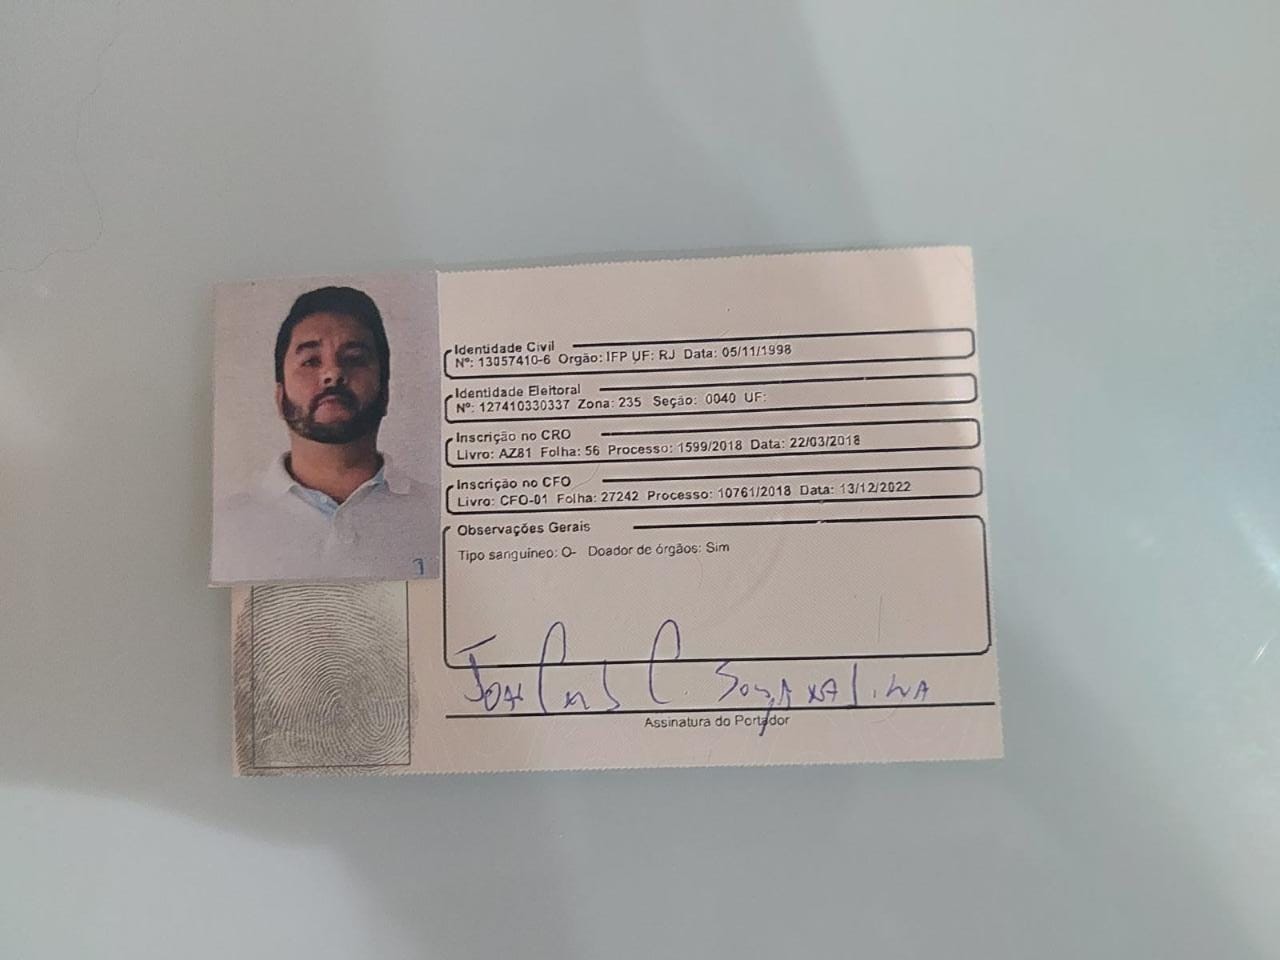 Identidade Civil
Nº: 13057410-6 Orgão: IFP UF: RJ Data: 05/11/1998
Identidade Eleitoral
Nº: 127410330337 Zona: 235 Seção: 0040 UF:
Inscrição no CRO
Livro: AZ81 Folha: 56 Processo: 1599/2018 Data: 22/03/2018
Inscrição no CFO
Livro: CFO-01 Folha: 27242 Processo: 10761/2018 Data: 13/12/2022
Observações Gerais
Tipo sanguíneo: O- Doador de órgãos: Sim
Assinatura do Portador